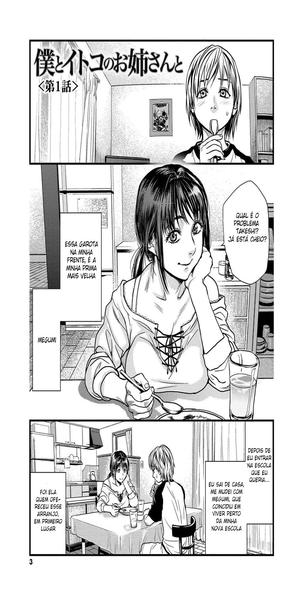 僕とイトコのお姉さんと
〈第1話〉
QUAL É O
PROBLEMA
TAKESHI?
JÁ ESTÁ CHEIO?
ESSA GAROTA
NA MINHA
FRENTE, É A
MINHA PRIMA
MAIS VELHA
MEGUMI
DEPOIS DE
EU ENTRAR
NA ESCOLA
QUE EU
QUERIA...
EU SAI DE CASA,
ME MUDEI COM
MEGUMI, QUE
COINCIDIU EM
VIVER PERTO
DA MINHA
NOVA ESCOLA
FOI ELA
QUEM OFE-
RECEU ESSE
ARRANJO,
EM PRIMEIRO
LUGAR
3